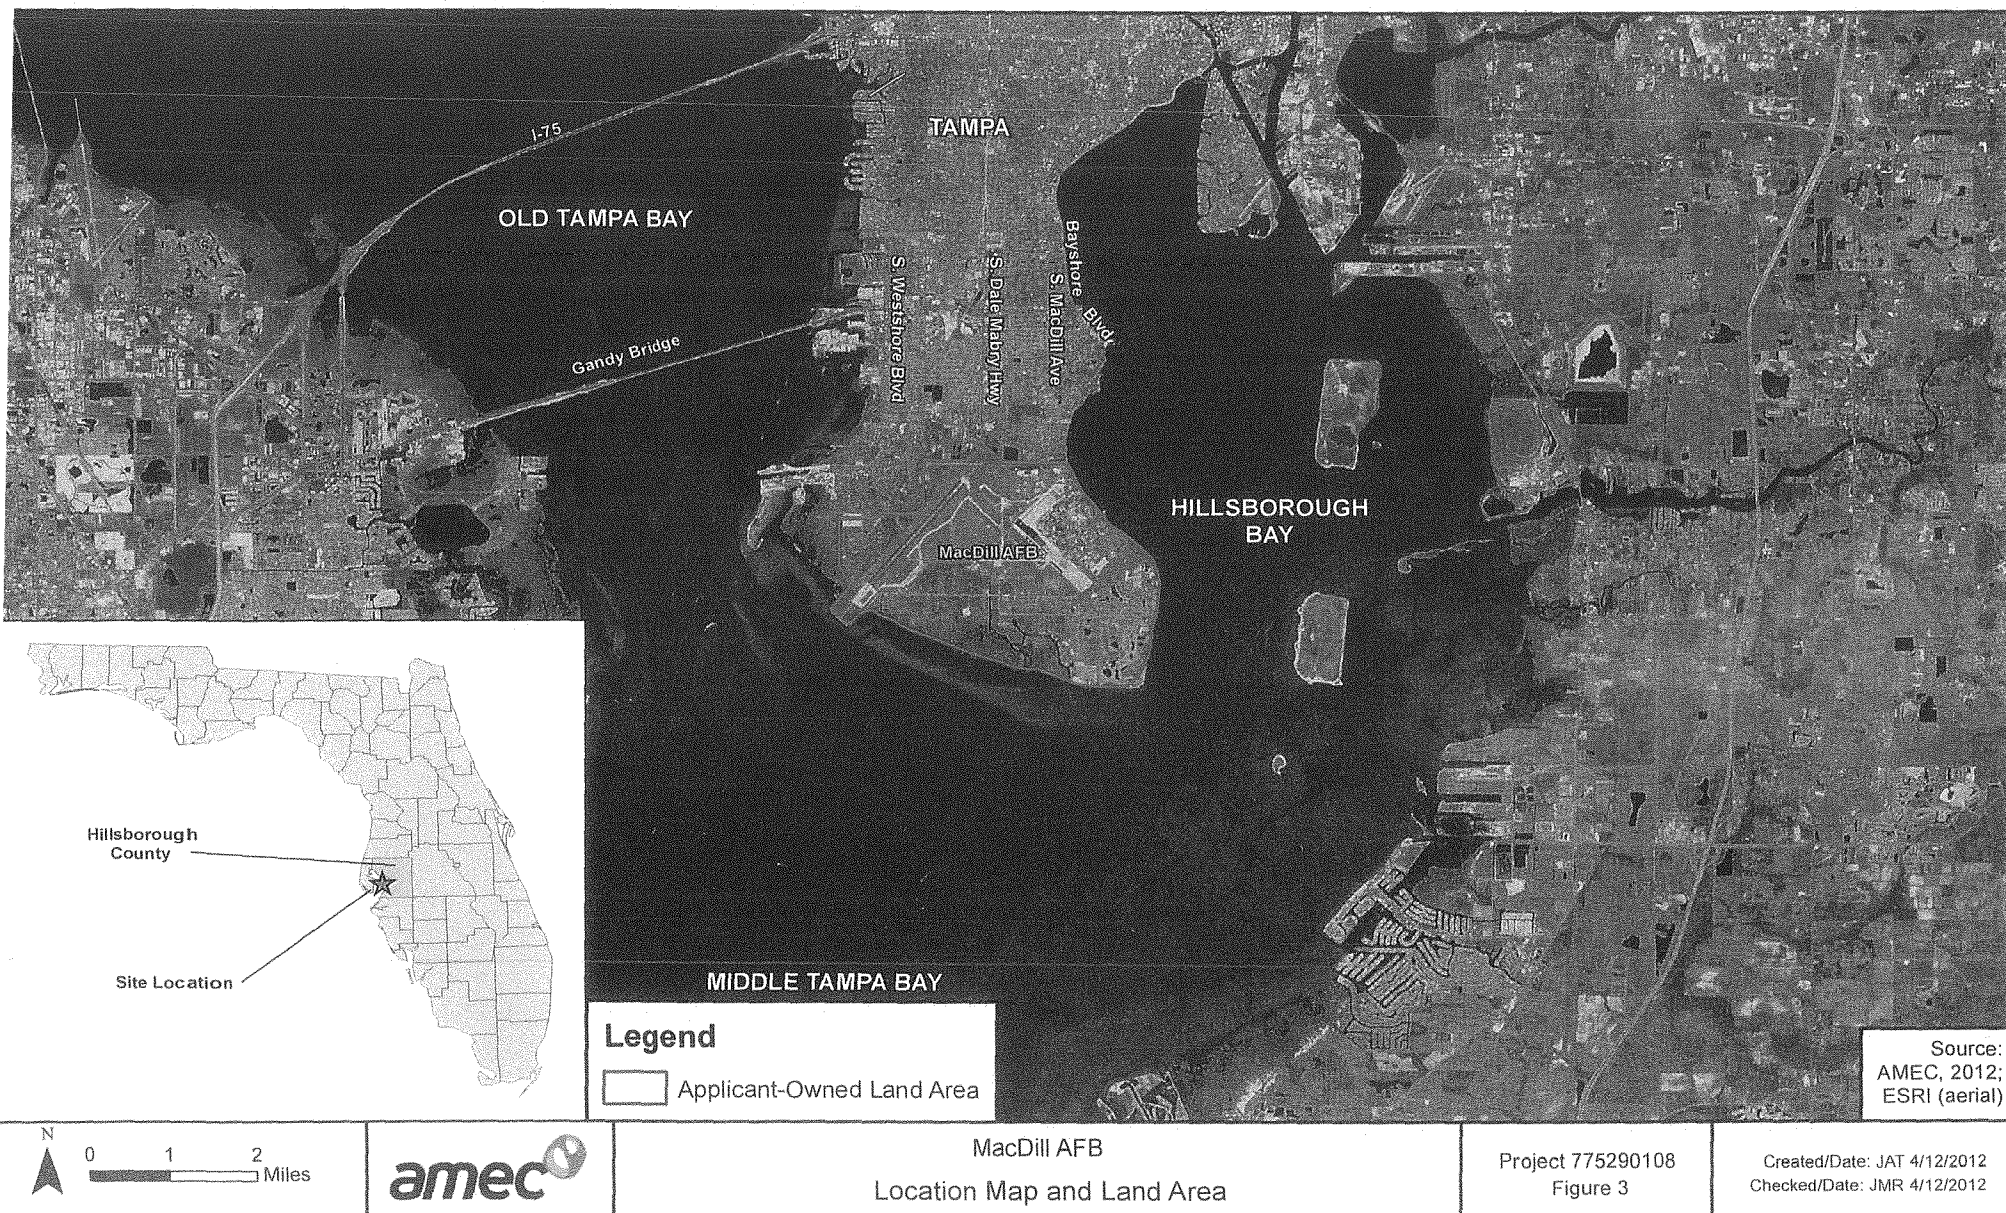 TAMPA
I-75
OLD TAMPA BAY
Bayshore Blvd
S. Westshore Blvd
S. Dale Mabry Hwy
S. MacDill Ave
Gandy Bridge
HILLSBOROUGH
BAY
MacDill AFB
Hillsborough
County
Site Location
MIDDLE TAMPA BAY
Legend
Applicant-Owned Land Area
Source:
AMEC, 2012;
ESRI (aerial)
N
0 1 2
Miles
amec
MacDill AFB
Location Map and Land Area
Project 775290108
Figure 3
Created/Date: JAT 4/12/2012
Checked/Date: JMR 4/12/2012